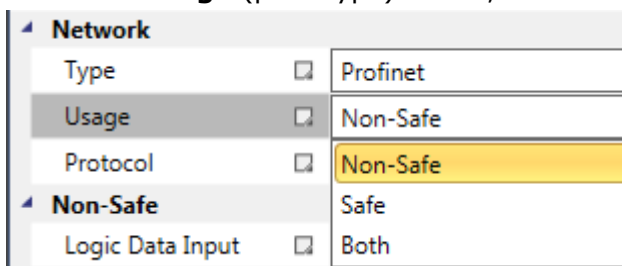 Network
Type Profinet
Usage Non-Safe
Protocol Non-Safe
Non-Safe Safe
Logic Data Input Both